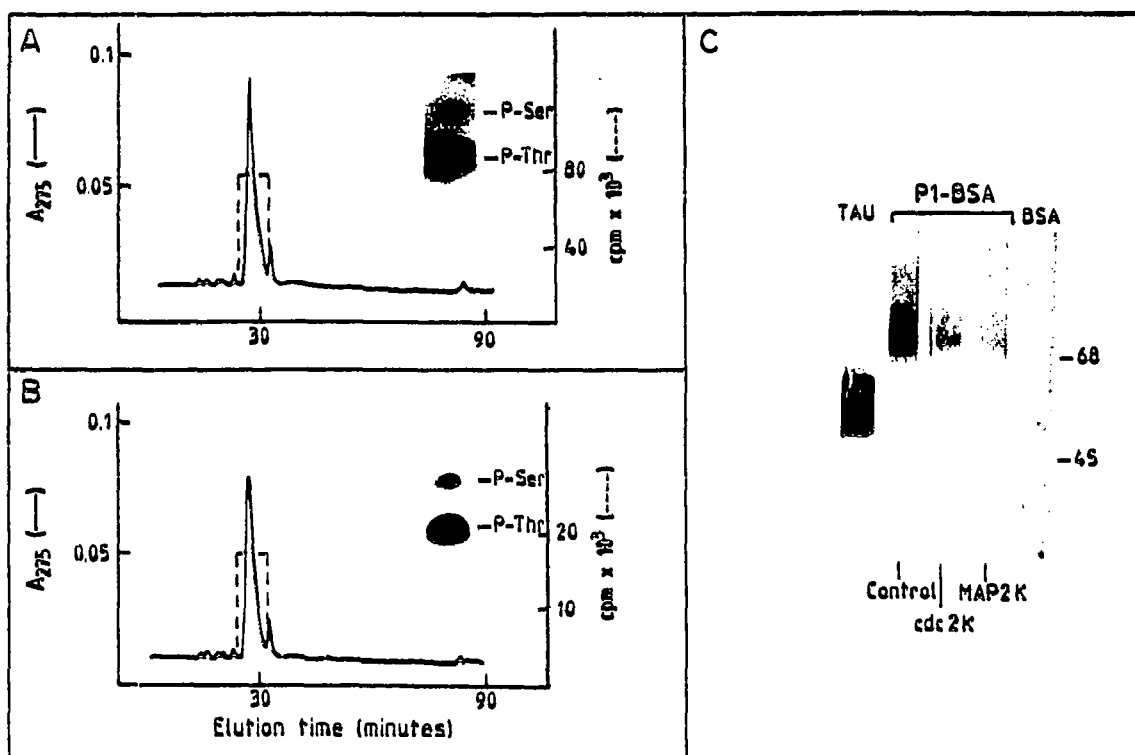 A
0.1
0.05
A275 (——)
P-Ser
P-Thr
80
40
cpm x 10³ (----)
30
90
B
0.1
0.05
A275 (——)
P-Ser
P-Thr
20
10
cpm x 10³ (----)
30
90
Elution time (minutes)
C
P1-BSA
TAU
BSA
-68
-45
Control
MAP2K
cdc2K